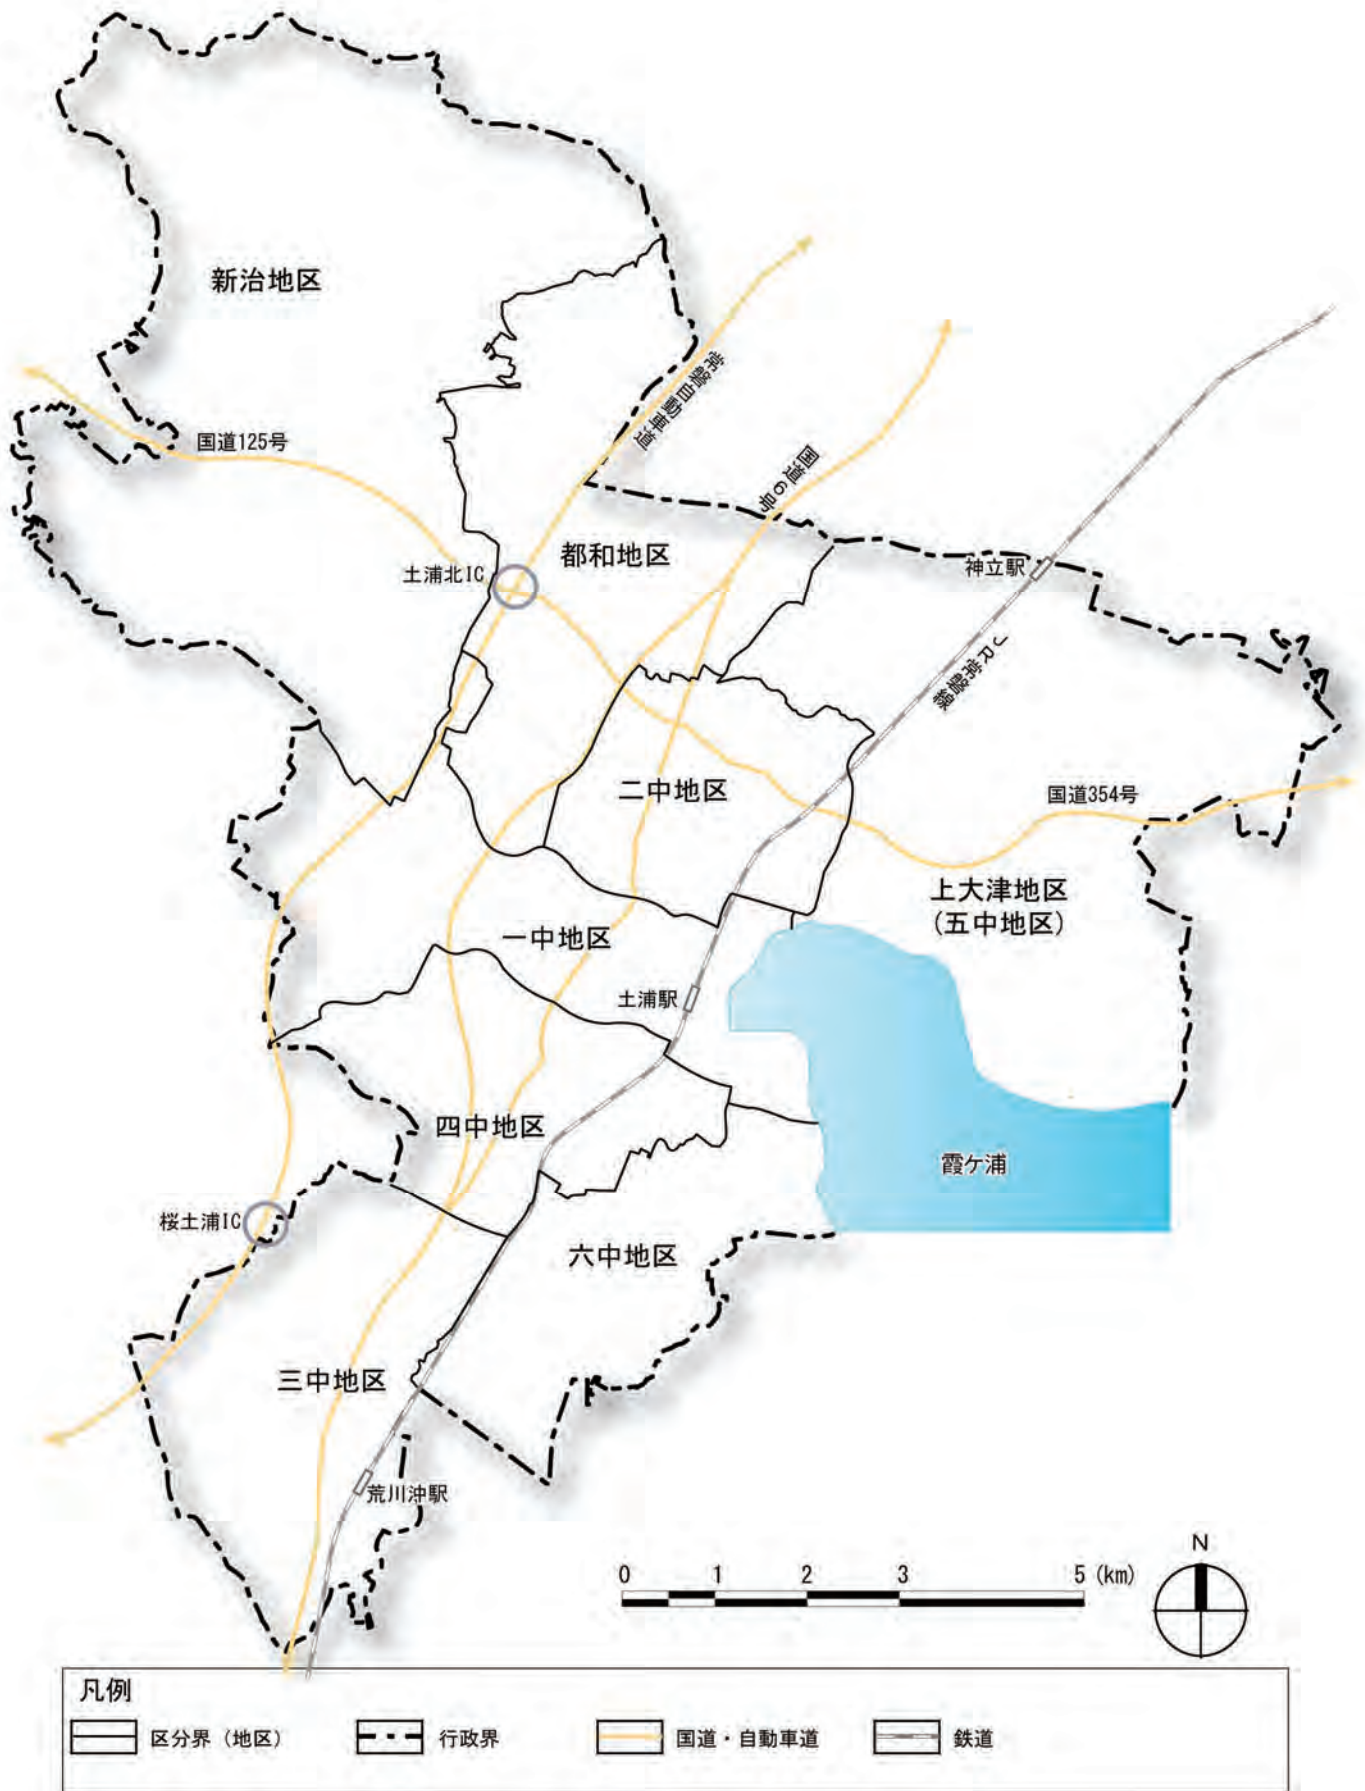 新治地区
常磐自動車道
国道125号
国道6号
都和地区
土浦北IC
神立駅
JR常磐線
二中地区
国道354号
上大津地区
(五中地区)
一中地区
土浦駅
四中地区
霞ケ浦
桜土浦IC
六中地区
三中地区
荒川沖駅
N
0 1 2 3 5 (km)
凡例
区分界（地区） 行政界 国道・自動車道 鉄道